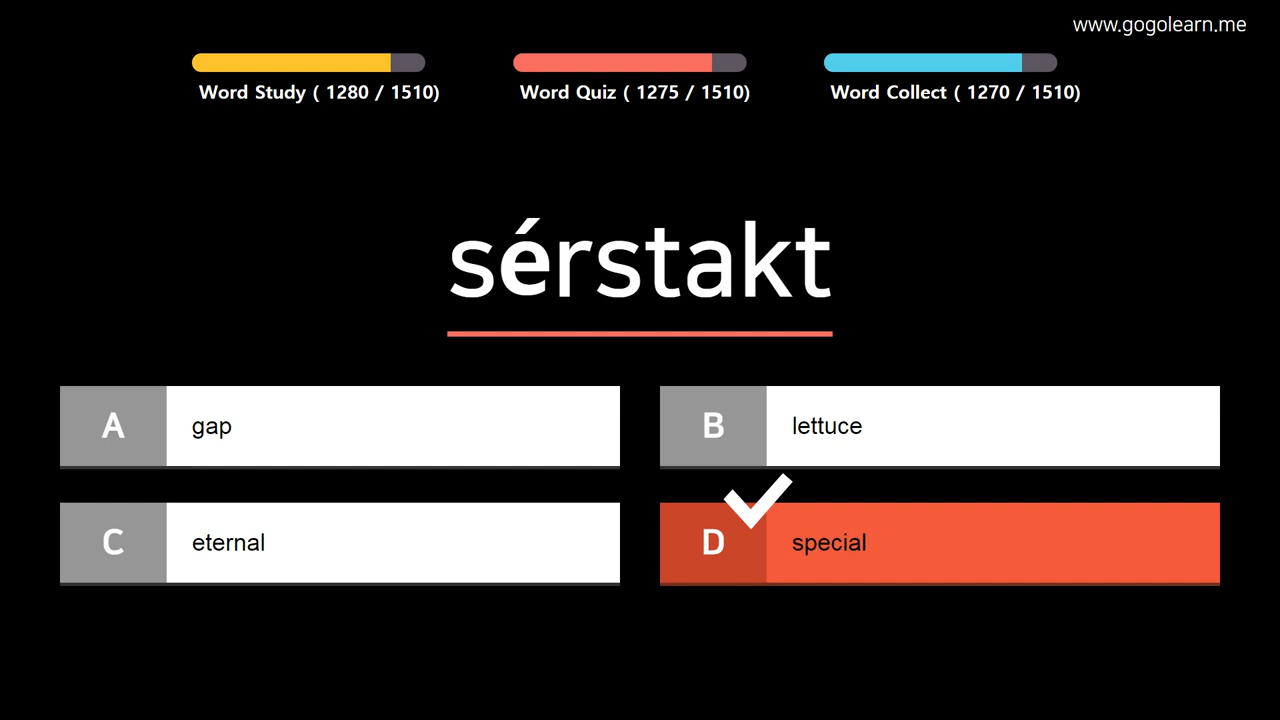 www.gogolearn.me
Word Study ( 1280 / 1510)
Word Quiz ( 1275 / 1510)
Word Collect ( 1270 / 1510)
sérstakt
A gap
B lettuce
C eternal
D special